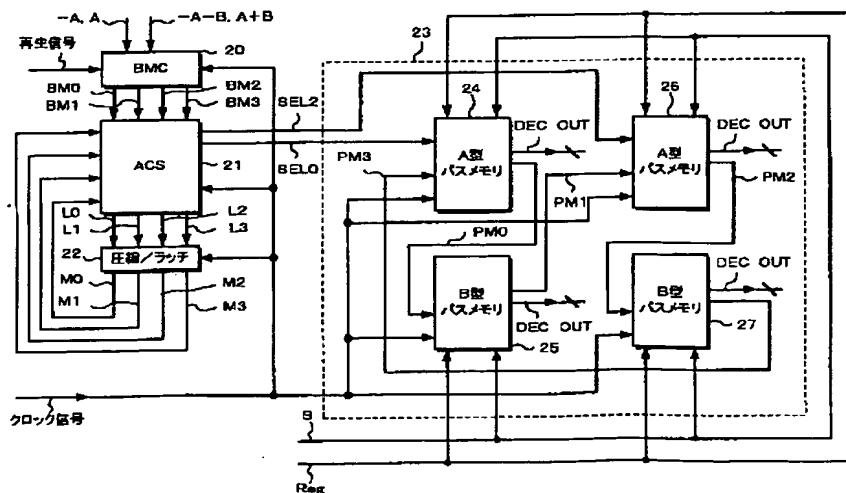 -A, A
-A-B, A+B
再生信号
20
BMC
BM0
BM1
BM2
BM3
SEL2
SEL0
21
ACS
L0
L1
L2
L3
22
圧縮/ラッチ
M0
M1
M2
M3
クロック信号
23
24
A型
パスメモリ
DEC OUT
PM3
PM0
26
A型
パスメモリ
DEC OUT
PM1
PM2
B型
パスメモリ
DEC OUT
25
B型
パスメモリ
DEC OUT
27
S
Reg